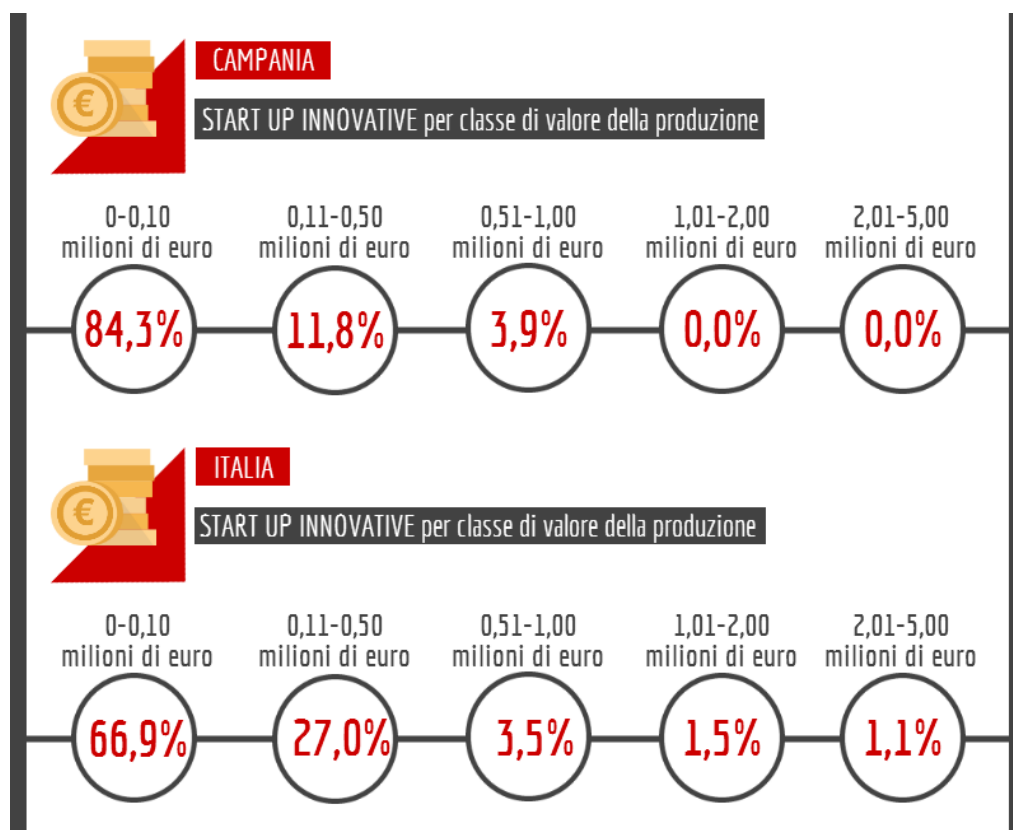 CAMPANIA
START UP INNOVATIVE per classe di valore della produzione
0-0,10 0,11-0,50 0,51-1,00 1,01-2,00 2,01-5,00
milioni di euro milioni di euro milioni di euro milioni di euro milioni di euro
84,3% 11,8% 3,9% 0,0% 0,0%
ITALIA
START UP INNOVATIVE per classe di valore della produzione
0-0,10 0,11-0,50 0,51-1,00 1,01-2,00 2,01-5,00
milioni di euro milioni di euro milioni di euro milioni di euro milioni di euro
66,9% 27,0% 3,5% 1,5% 1,1%